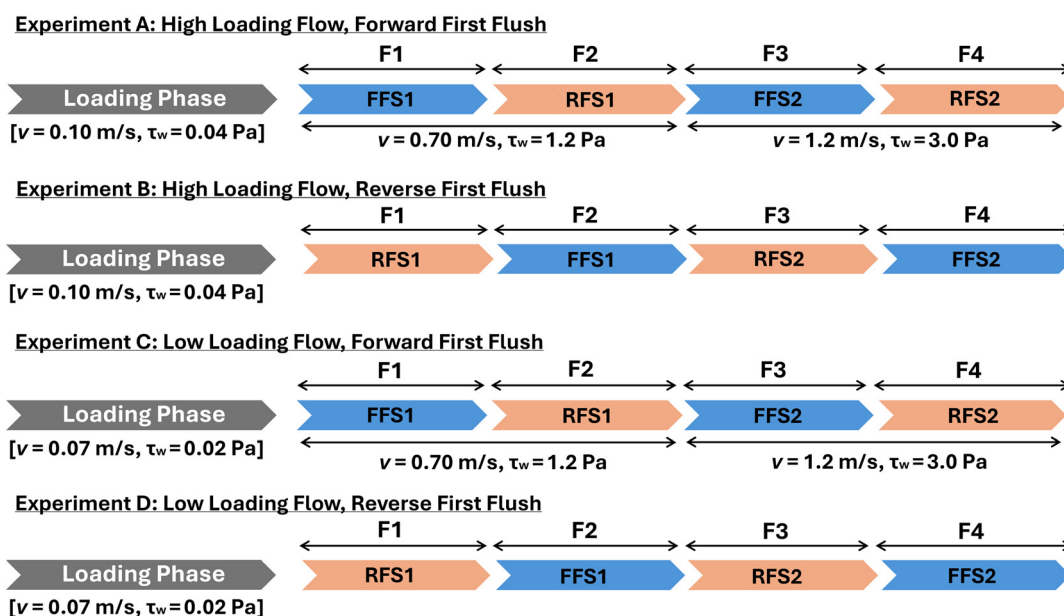 Experiment A: High Loading Flow, Forward First Flush
F1 F2 F3 F4
Loading Phase FFS1 RFS1 FFS2 RFS2
[v = 0.10 m/s, τw = 0.04 Pa] v = 0.70 m/s, τw = 1.2 Pa v = 1.2 m/s, τw = 3.0 Pa
Experiment B: High Loading Flow, Reverse First Flush
F1 F2 F3 F4
Loading Phase RFS1 FFS1 RFS2 FFS2
[v = 0.10 m/s, τw = 0.04 Pa]
Experiment C: Low Loading Flow, Forward First Flush
F1 F2 F3 F4
Loading Phase FFS1 RFS1 FFS2 RFS2
[v = 0.07 m/s, τw = 0.02 Pa] v = 0.70 m/s, τw = 1.2 Pa v = 1.2 m/s, τw = 3.0 Pa
Experiment D: Low Loading Flow, Reverse First Flush
F1 F2 F3 F4
Loading Phase RFS1 FFS1 RFS2 FFS2
[v = 0.07 m/s, τw = 0.02 Pa]